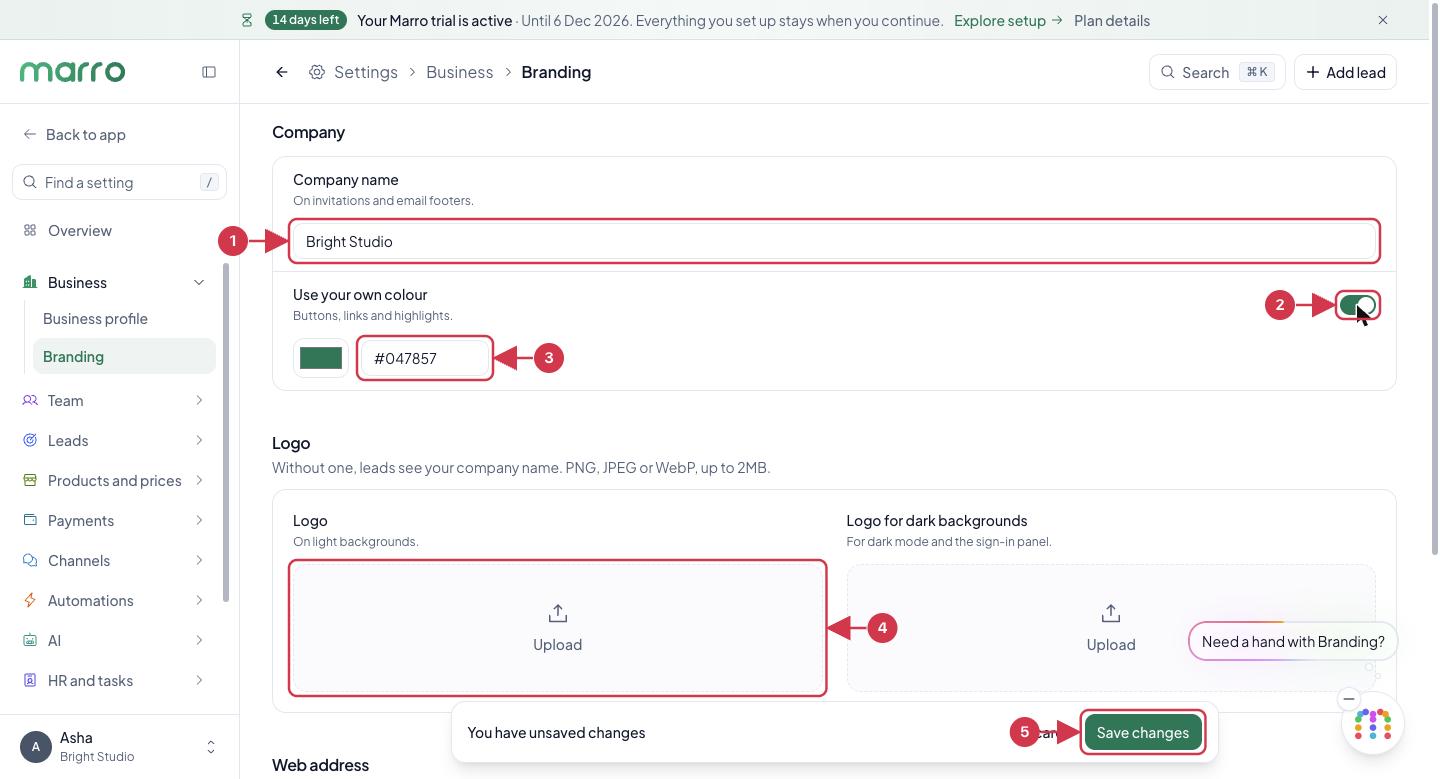 14 days left Your Marro trial is active · Until 6 Dec 2026. Everything you set up stays when you continue. Explore setup → Plan details
marro
Settings > Business > Branding
Search ⌘ K
Add lead
Back to app
Find a setting /
Overview
Business
Business profile
Branding
Team
Leads
Products and prices
Payments
Channels
Automations
AI
HR and tasks
A
Asha
Bright Studio
Company
Company name
On invitations and email footers.
1
Bright Studio
Use your own colour
Buttons, links and highlights.
2
#047857
3
Logo
Without one, leads see your company name. PNG, JPEG or WebP, up to 2MB.
Logo
On light backgrounds.
Upload
4
Logo for dark backgrounds
For dark mode and the sign-in panel.
Upload
Need a hand with Branding?
You have unsaved changes
5
Save changes
Web address